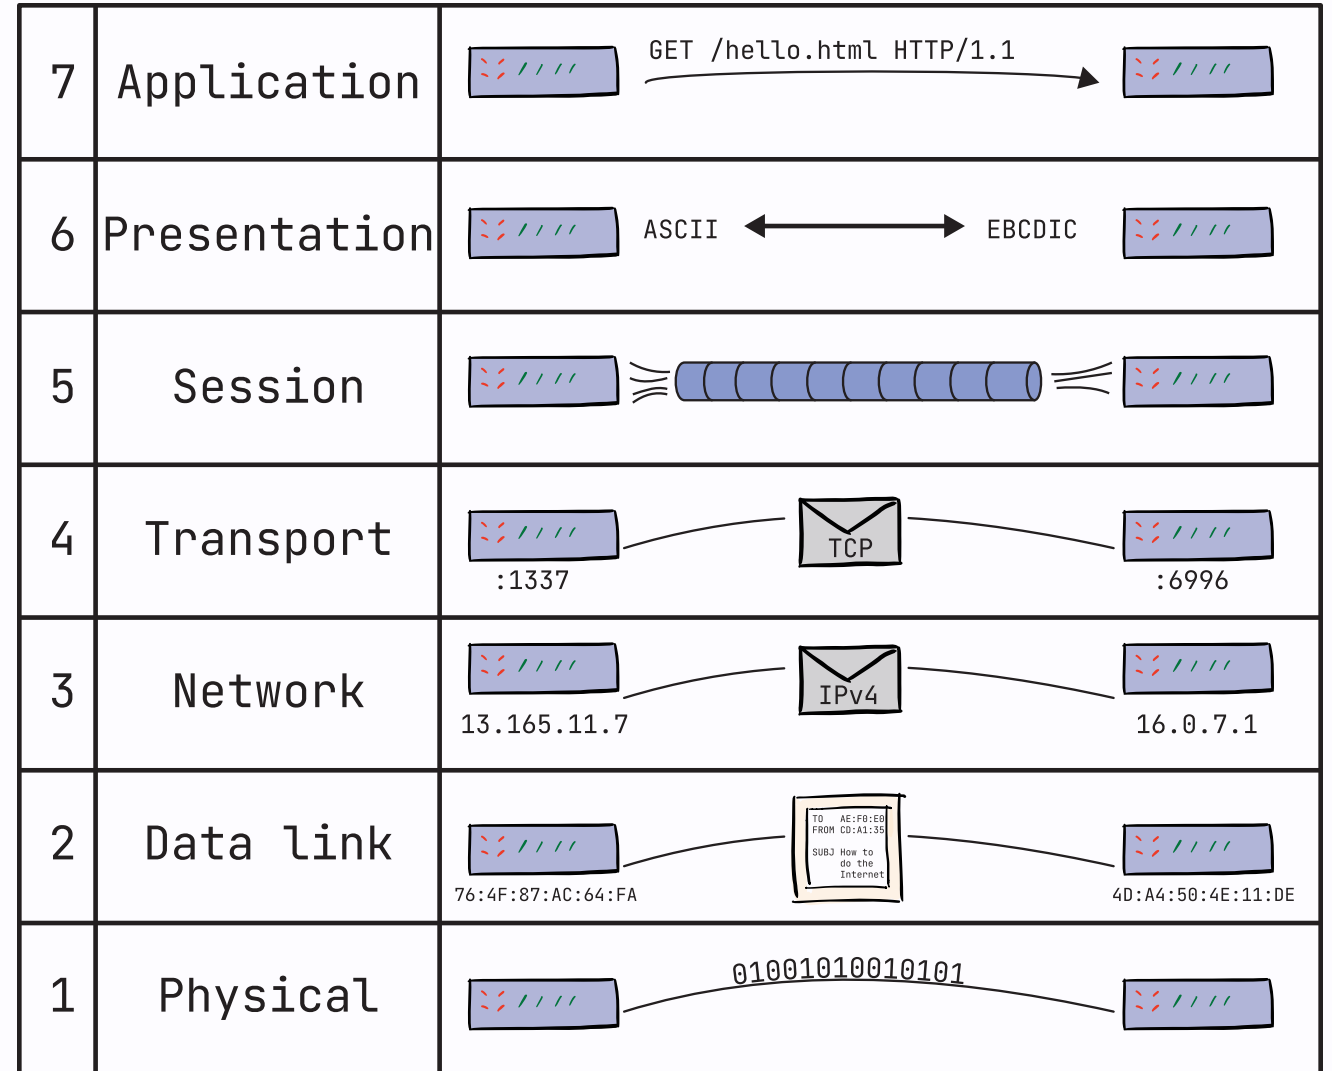 7 Application
GET /hello.html HTTP/1.1
6 Presentation
ASCII EBCDIC
5 Session
4 Transport
TCP
:1337 :6996
3 Network
IPv4
13.165.11.7 16.0.7.1
2 Data link
TO AE:F0:E0
FROM CD:A1:35
SUBJ How to
do the
Internet
76:4F:87:AC:64:FA 4D:A4:50:4E:11:DE
1 Physical
010010100010101